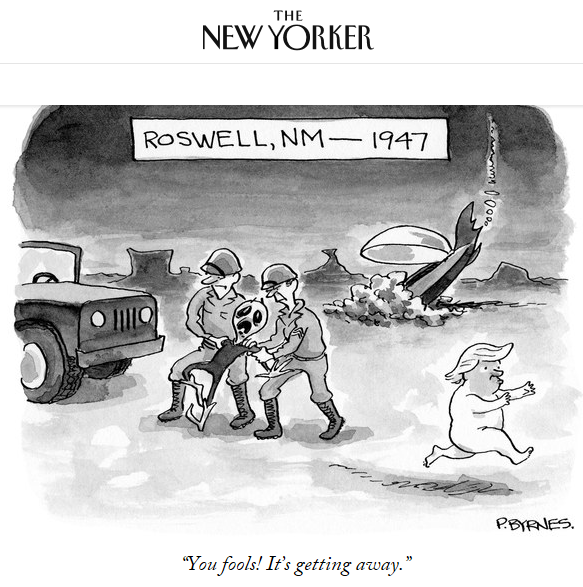 THE
NEW YORKER
ROSWELL, NM — 1947
P. BYRNES.
“You fools! It’s getting away.”